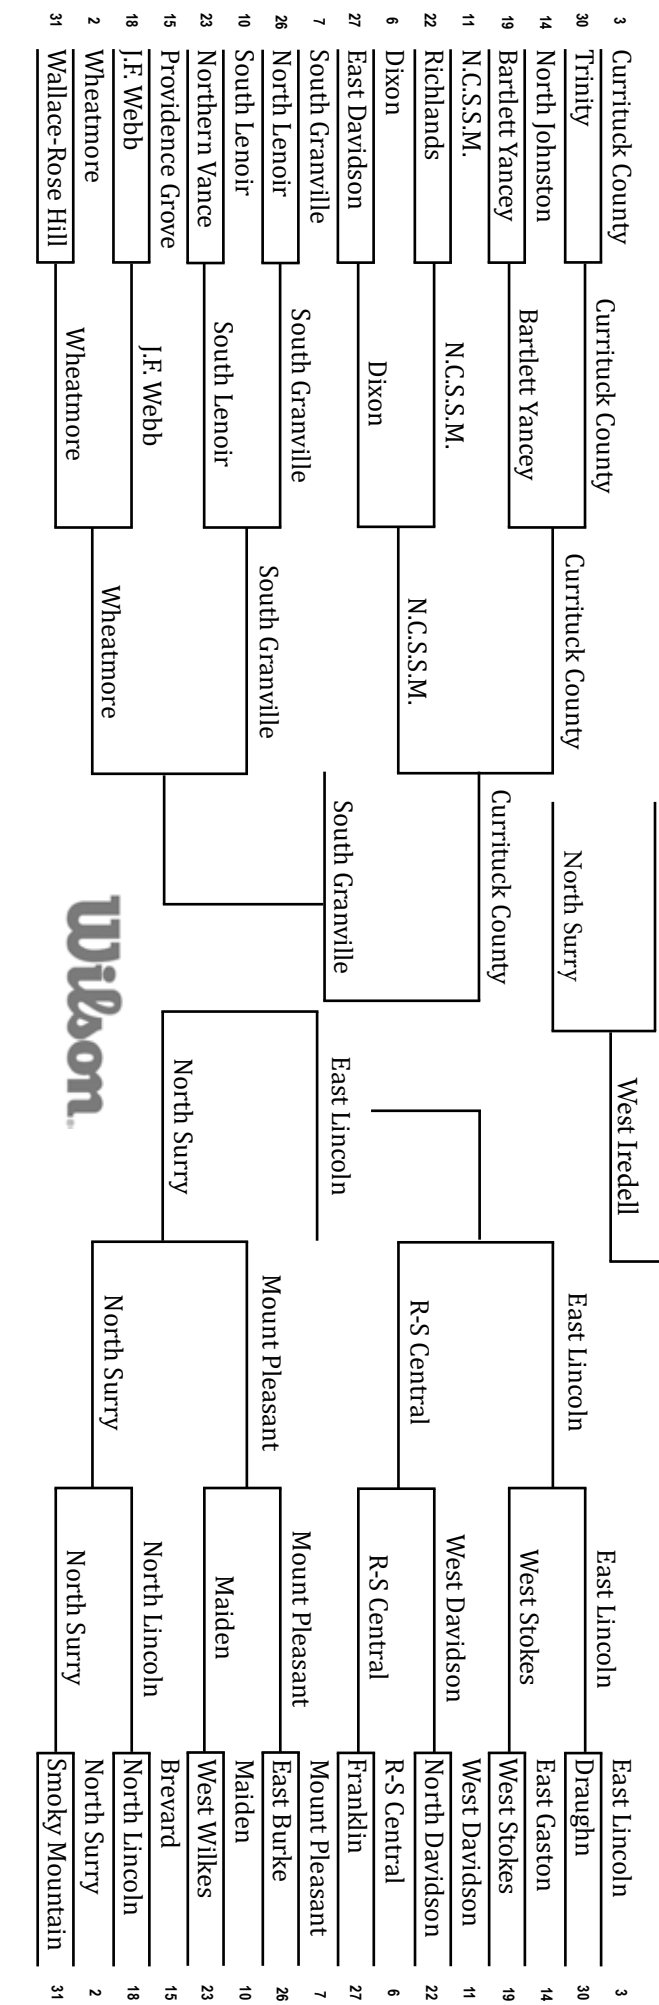 3 Currituck County
30 Trinity
14 North Johnston
19 Bartlett Yancey
11 N.C.S.S.M.
22 Richlands
6 Dixon
27 East Davidson
7 South Granville
26 North Lenoir
10 South Lenoir
23 Northern Vance
15 Providence Grove
18 J.F. Webb
2 Wheatmore
31 Wallace-Rose Hill
Currituck County
Bartlett Yancey
N.C.S.S.M.
Dixon
South Granville
South Lenoir
J.F. Webb
Wheatmore
Currituck County
N.C.S.S.M.
South Granville
Wheatmore
Currituck County
South Granville
North Surry
West Iredell
Wilson
East Lincoln
North Surry
East Lincoln
R-S Central
Mount Pleasant
North Surry
East Lincoln
West Stokes
West Davidson
R-S Central
Mount Pleasant
Maiden
North Lincoln
North Surry
East Lincoln 3
Draughn 30
East Gaston 14
West Stokes 19
West Davidson 11
North Davidson 22
R-S Central 6
Franklin 27
Mount Pleasant 7
East Burke 26
Maiden 10
West Wilkes 23
Brevard 15
North Lincoln 18
North Surry 2
Smoky Mountain 31